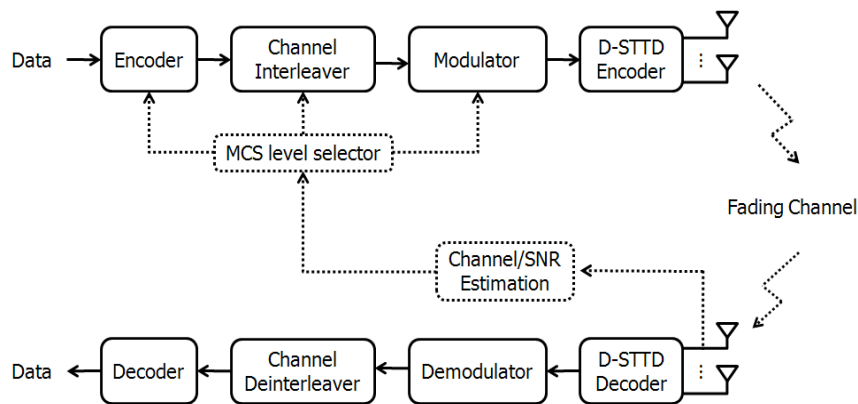 Data
Encoder
Channel
Interleaver
Modulator
D-STTD
Encoder
MCS level selector
Fading Channel
Channel/SNR
Estimation
Data
Decoder
Channel
Deinterleaver
Demodulator
D-STTD
Decoder